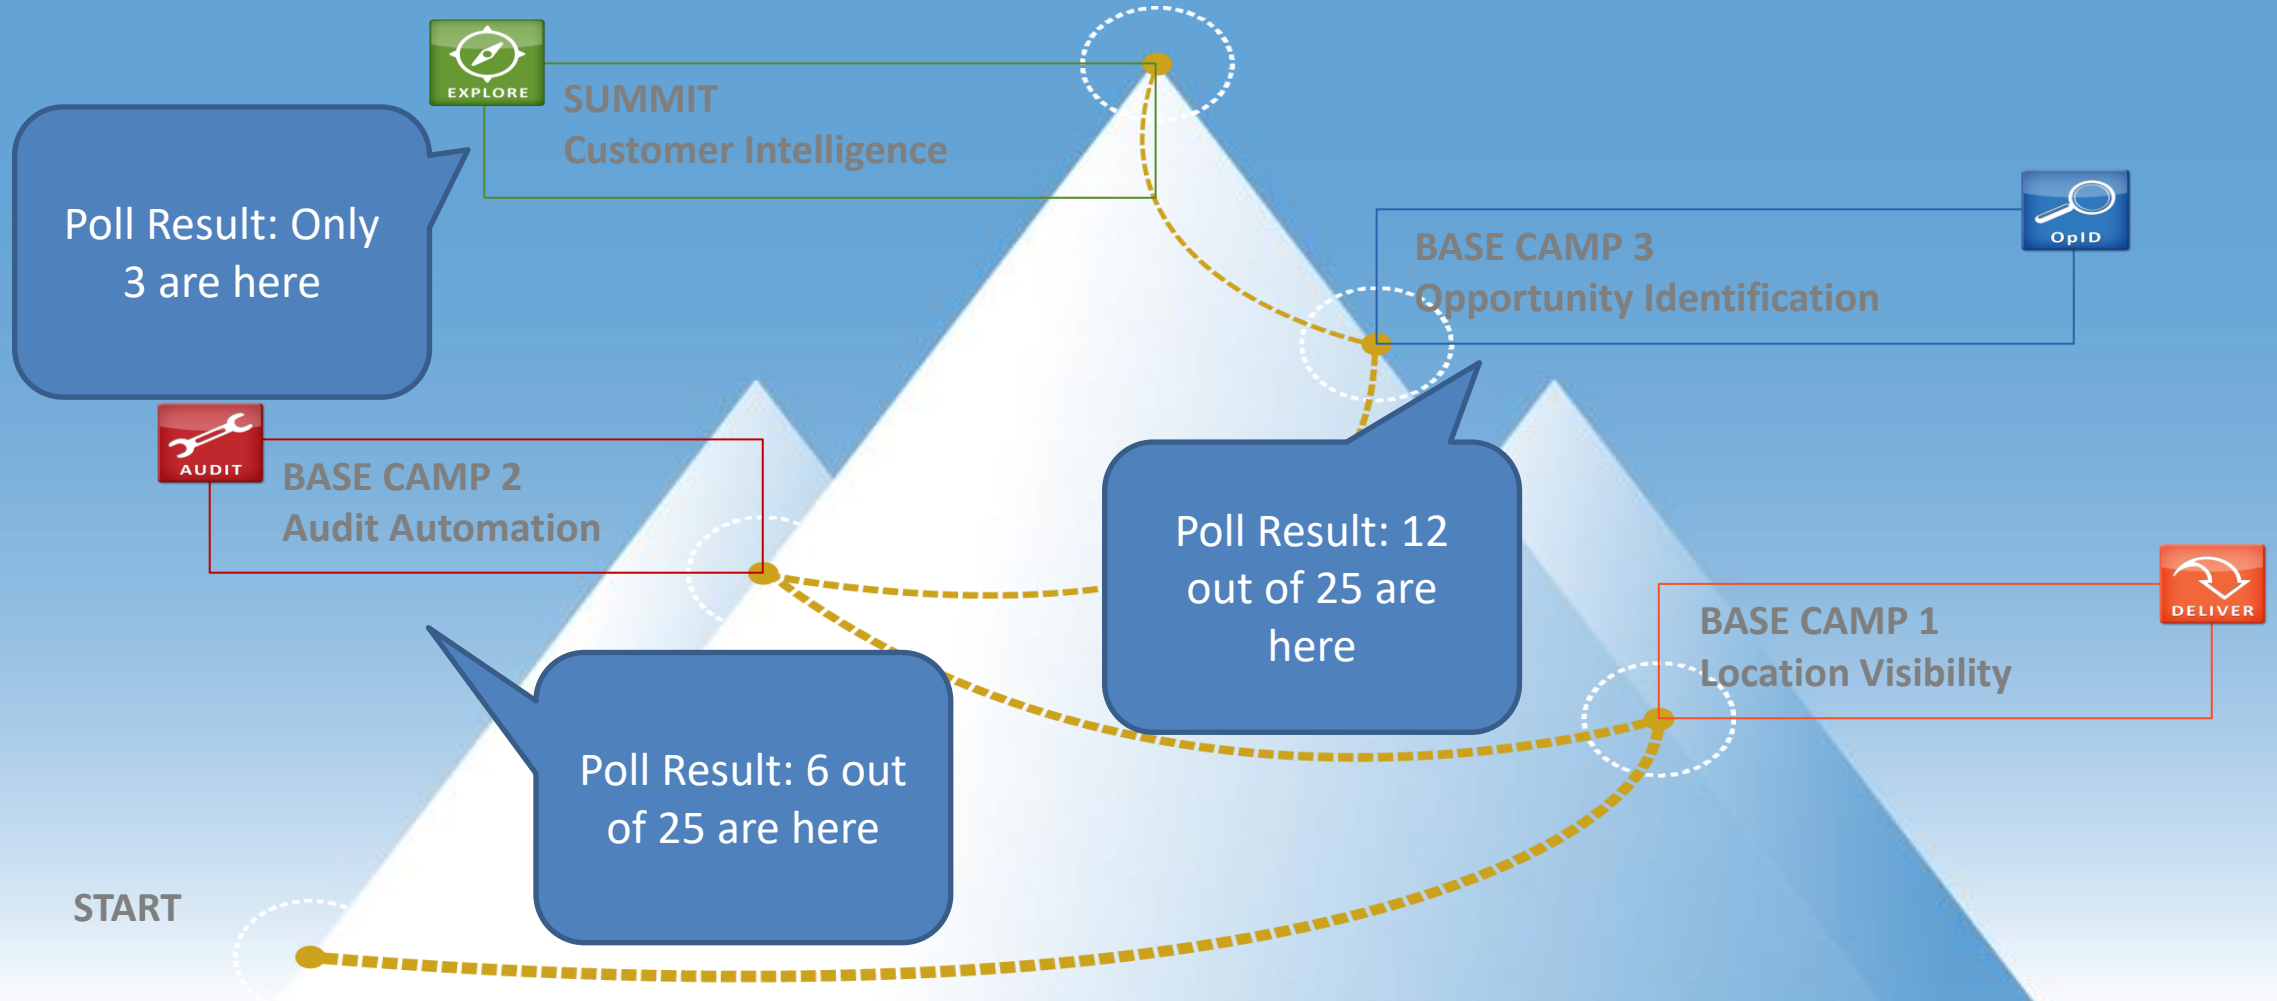 EXPLORE
SUMMIT
Customer Intelligence
Poll Result: Only
3 are here
OpID
BASE CAMP 3
Opportunity Identification
AUDIT
BASE CAMP 2
Audit Automation
Poll Result: 12
out of 25 are
here
DELIVER
BASE CAMP 1
Location Visibility
Poll Result: 6 out
of 25 are here
START